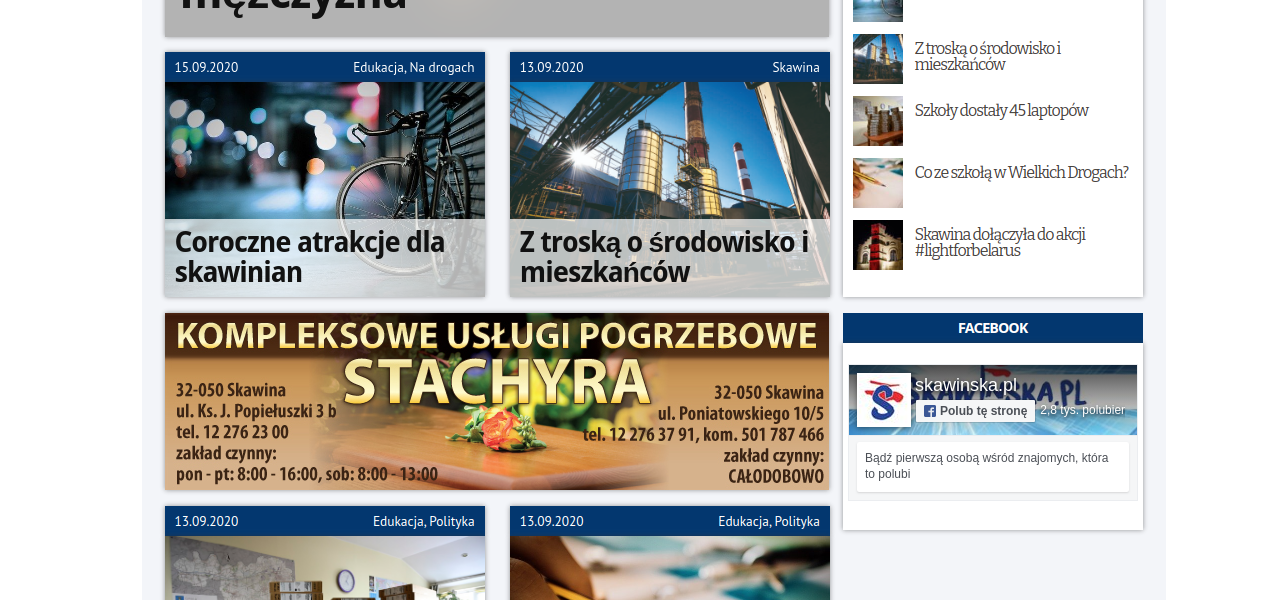 mężczyzna
15.09.2020
Edukacja, Na drogach
Coroczne atrakcje dla
skawinian
13.09.2020
Skawina
Z troską o środowisko i
mieszkańców
KOMPLEKSOWE USŁUGI POGRZEBOWE
STACHYRA
32-050 Skawina
ul. Ks. J. Popiełuszki 3 b
tel. 12 276 23 00
zakład czynny:
pon - pt: 8:00 - 16:00, sob: 8:00 - 13:00
32-050 Skawina
ul. Poniatowskiego 10/5
tel. 12 276 37 91, kom. 501 787 466
zakład czynny:
CAŁODOBOWO
13.09.2020
Edukacja, Polityka
13.09.2020
Edukacja, Polityka
Z troską o środowisko i
mieszkańców
Szkoły dostały 45 laptopów
Co ze szkołą w Wielkich Drogach?
Skawina dołączyła do akcji
#lightforbelarus
FACEBOOK
skawinska.pl
Polub tę stronę
2,8 tys. polubień
Bądź pierwszą osobą wśród znajomych, która
to polubi